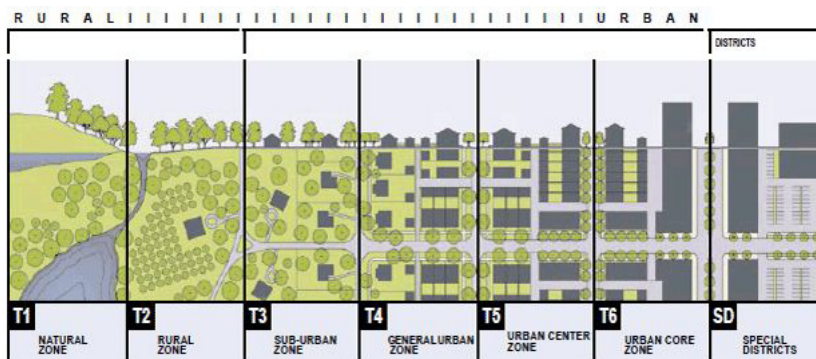 R U R A L I I I I I I I I I I I I I I I I I I I I I I I I I U R B A N
DISTRICTS
T1 NATURAL ZONE
T2 RURAL ZONE
T3 SUB-URBAN ZONE
T4 GENERAL URBAN ZONE
T5 URBAN CENTER ZONE
T6 URBAN CORE ZONE
SD SPECIAL DISTRICTS